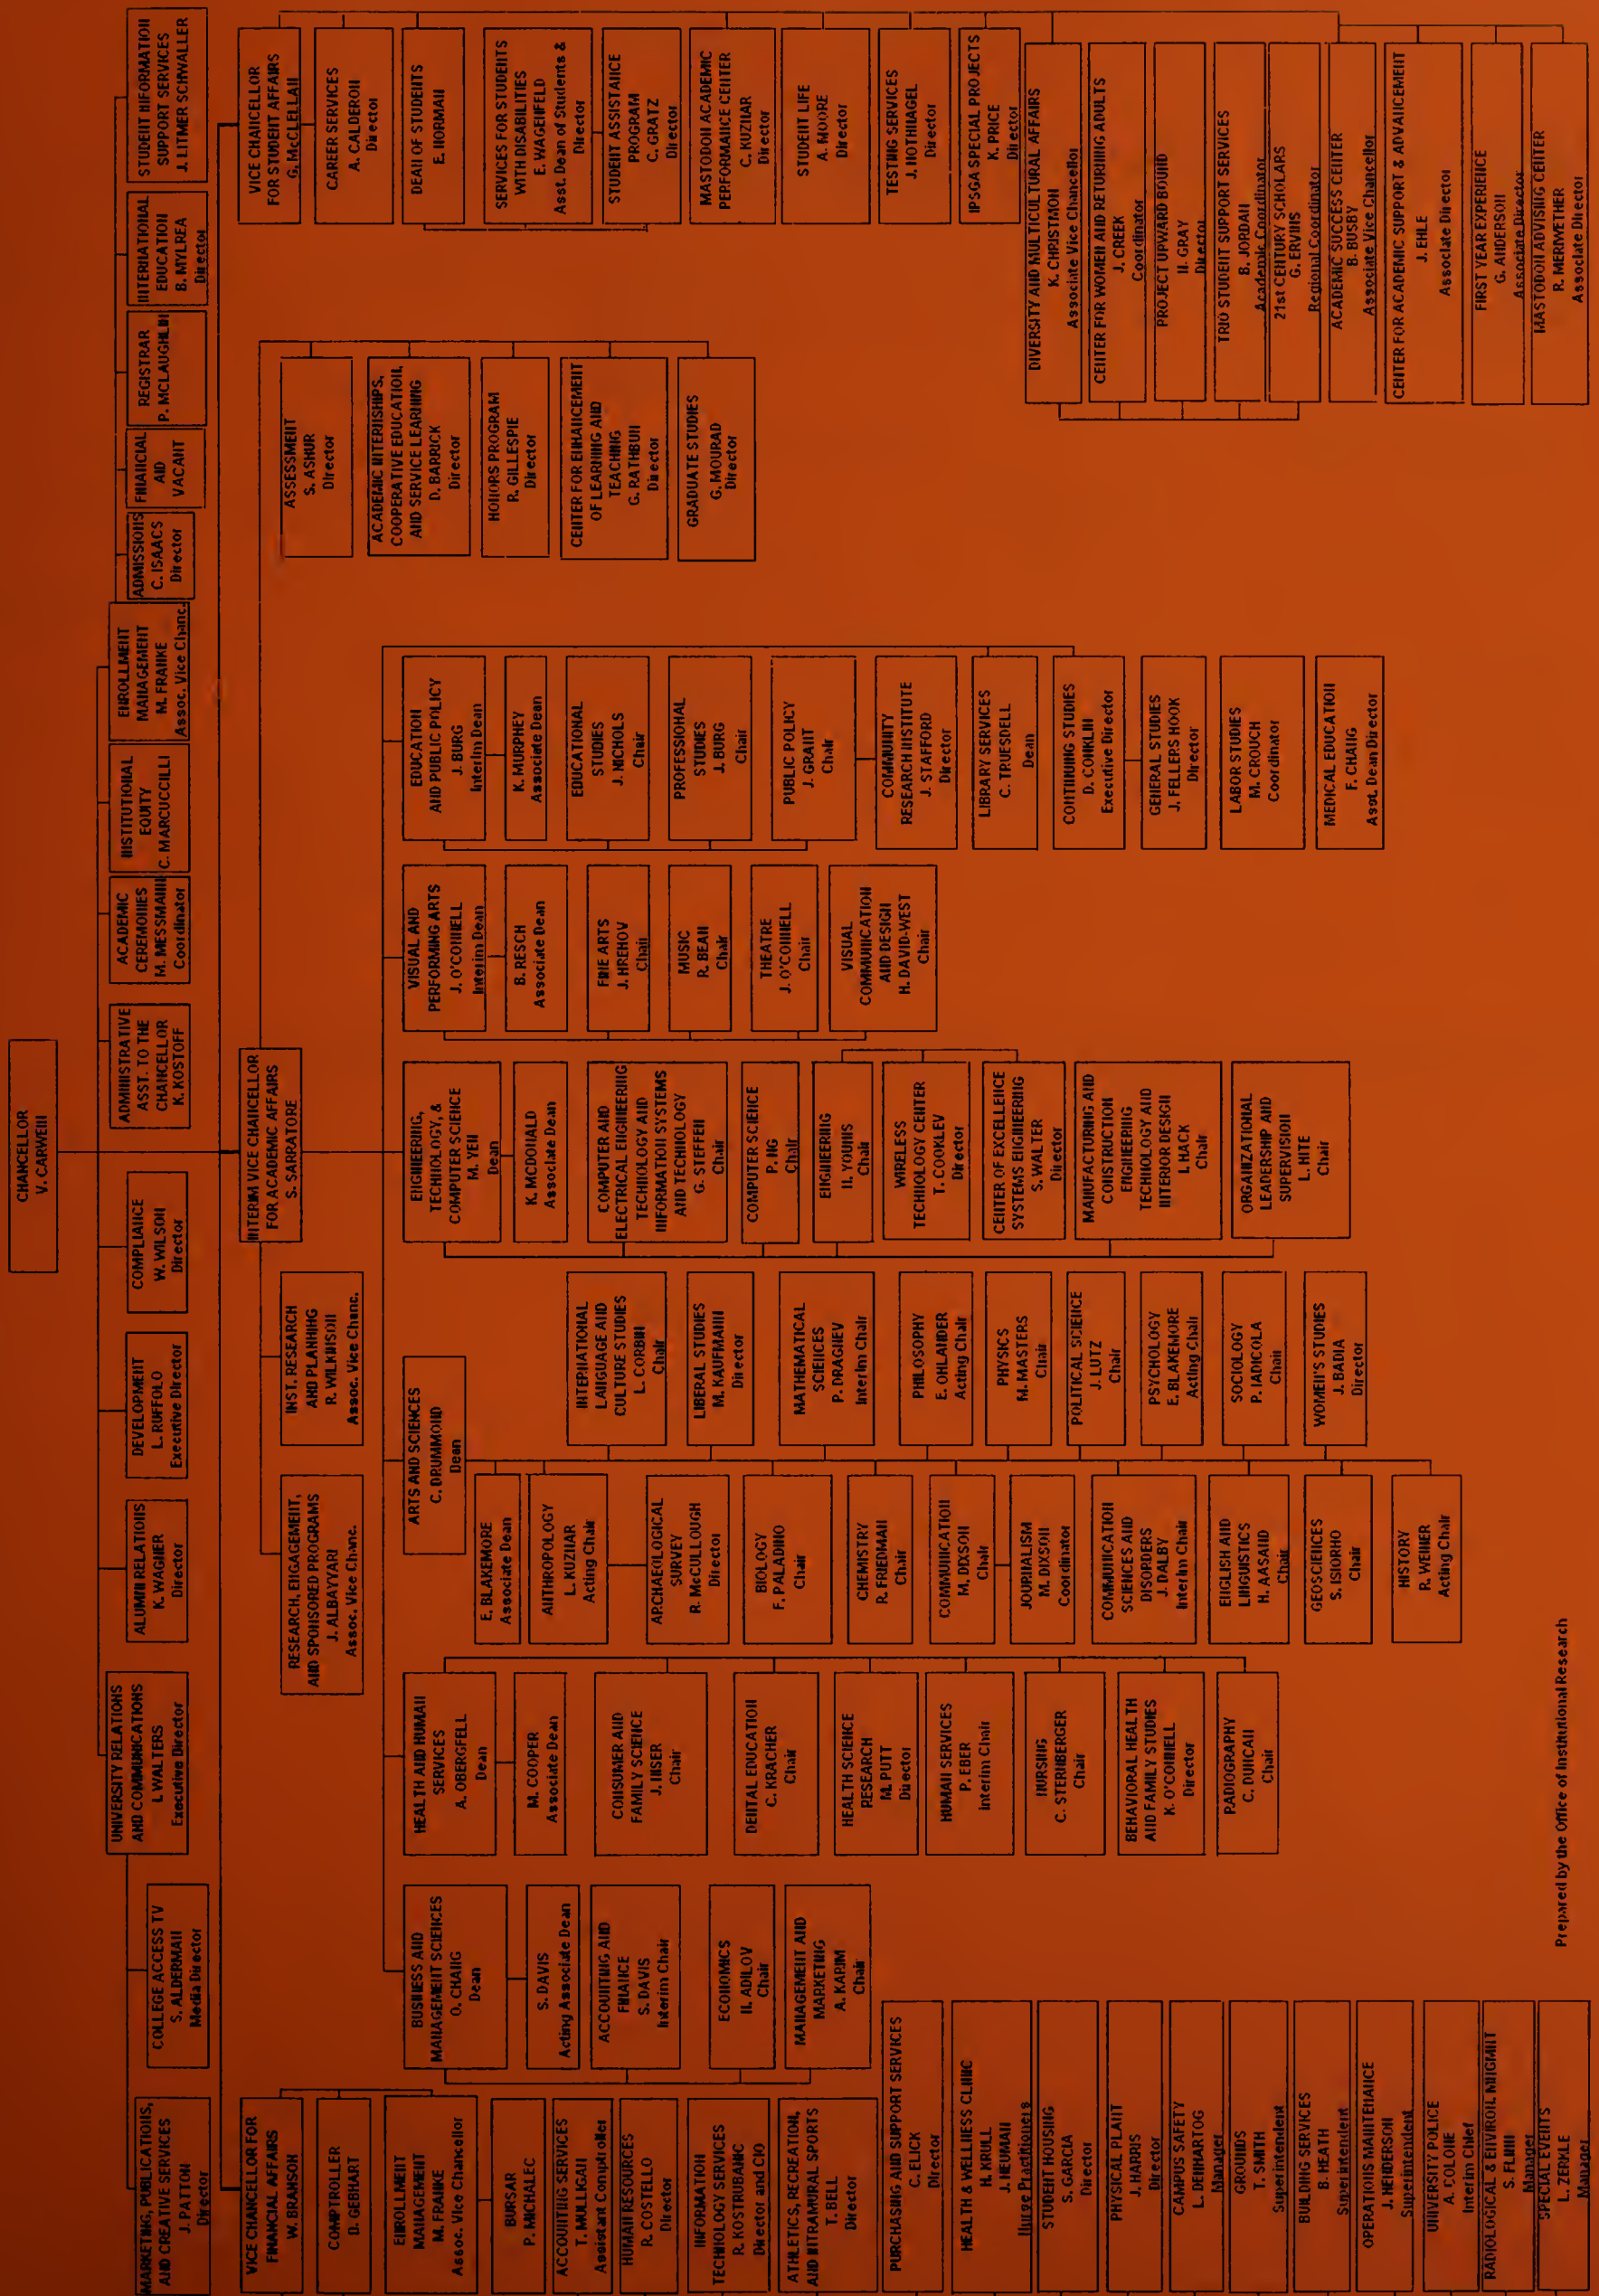 CHANCELLOR
V. CARWEIN
UNIVERSITY RELATIONS
AND COMMUNICATIONS
I. WALTERS
Executive Director
ALUMNI RELATIONS
K. WAGNER
Director
DEVELOPMENT
L. RUFFOLO
Executive Director
COMPLIANCE
W. WILSON
Director
ADMINISTRATIVE
ASST. TO THE
CHANCELLOR
K. KOSTOFF
ACADEMIC
CEREMONIES
M. MESSMANN
Coordinator
INSTITUTIONAL
EQUITY
C. MARCUCCILLI
ENROLLMENT
MANAGEMENT
M. FRANKE
Assoc. Vice Chanc.
ADMISSIONS
C. ISAACS
Director
FINANCIAL
AID
VACANT
REGISTRAR
P. MCLAUGHLIN
INTERNATIONAL
EDUCATION
B. MYLREA
Director
STUDENT INFORMATION
SUPPORT SERVICES
J. LITMER SCHWALLER
MARKETING, PUBLICATIONS,
AND CREATIVE SERVICES
J. PATTON
Director
COLLEGE ACCESS TV
S. ALDERMAN
Media Director
VICE CHANCELLOR FOR
FINANCIAL AFFAIRS
W. BRANSON
COMPTROLLER
D. GEBHART
ENROLLMENT
MANAGEMENT
M. FRANKE
Assoc. Vice Chancellor
BURSAR
P. MICHALEC
ACCOUNTING SERVICES
T. MULLIGAN
Assistant Comptroller
HUMAN RESOURCES
R. COSTELLO
Director
INFORMATION
TECHNOLOGY SERVICES
R. KOSTRUBANIC
Director and CIO
ATHLETICS, RECREATION,
AND INTRAMURAL SPORTS
T. BELL
Director
PURCHASING AND SUPPORT SERVICES
C. ELICK
Director
HEALTH & WELLNESS CLINIC
H. KRULL
J. NEUMAN
Nurse Practitioners
STUDENT HOUSING
S. GARCIA
Director
PHYSICAL PLANT
J. HARRIS
Director
CAMPUS SAFETY
L. DENHARTOG
Manager
GROUNDS
T. SMITH
Superintendent
BUILDING SERVICES
B. HEATH
Superintendent
OPERATIONS MAINTENANCE
J. HENDERSON
Superintendent
UNIVERSITY POLICE
A. COLONE
Interim Chief
RADIOLOGICAL & ENVIRON. MNGMNT
S. FLINN
Manager
SPECIAL EVENTS
L. ZERKLE
Manager
INTERIM VICE CHANCELLOR
FOR ACADEMIC AFFAIRS
S. SARRATORE
RESEARCH, ENGAGEMENT,
AND SPONSORED PROGRAMS
J. ALBAYYARI
Assoc. Vice Chanc.
INST. RESEARCH
AND PLANNING
R. WILKINSON
Assoc. Vice Chanc.
BUSINESS AND
MANAGEMENT SCIENCES
O. CHANG
Dean
S. DAVIS
Acting Associate Dean
ACCOUNTING AND
FINANCE
S. DAVIS
Interim Chair
ECONOMICS
N. ADILOV
Chair
MANAGEMENT AND
MARKETING
A. KARIM
Chair
HEALTH AND HUMAN
SERVICES
A. OBERGFELL
Dean
M. COOPER
Associate Dean
CONSUMER AND
FAMILY SCIENCE
J. INSER
Chair
DENTAL EDUCATION
C. KRACHER
Chair
HEALTH SCIENCE
RESEARCH
M. PUTT
Director
HUMAN SERVICES
P. EBER
Interim Chair
NURSING
C. STERNBERGER
Chair
BEHAVIORAL HEALTH
AND FAMILY STUDIES
K. O'CONNELL
Director
RADIOGRAPHY
C. DUNCAN
Chair
ARTS AND SCIENCES
C. DRUMMOND
Dean
E. BLAKEMORE
Associate Dean
ANTHROPOLOGY
L. KUZNAR
Acting Chair
ARCHAEOLOGICAL
SURVEY
R. McCULLOUGH
Director
BIOLOGY
F. PALADINO
Chair
CHEMISTRY
R. FRIEDMAN
Chair
COMMUNICATION
M. DIXSON
Chair
JOURNALISM
M. DIXSON
Coordinator
COMMUNICATION
SCIENCES AND
DISORDERS
J. DALBY
Interim Chair
ENGLISH AND
LINGUISTICS
H. AASAND
Chair
GEOSCIENCES
S. ISIORHO
Chair
HISTORY
R. WEINER
Acting Chair
INTERNATIONAL
LANGUAGE AND
CULTURE STUDIES
L. CORBIN
Chair
LIBERAL STUDIES
M. KAUFMANN
Director
MATHEMATICAL
SCIENCES
P. DRAGNEV
Interim Chair
PHILOSOPHY
E. OHLANDER
Acting Chair
PHYSICS
M. MASTERS
Chair
POLITICAL SCIENCE
J. LUTZ
Chair
PSYCHOLOGY
E. BLAKEMORE
Acting Chair
SOCIOLOGY
P. IADICOLA
Chair
WOMEN'S STUDIES
J. BADIA
Director
ENGINEERING,
TECHNOLOGY, &
COMPUTER SCIENCE
M. YEN
Dean
K. MCDONALD
Associate Dean
COMPUTER AND
ELECTRICAL ENGINEERING
TECHNOLOGY AND
INFORMATION SYSTEMS
AND TECHNOLOGY
G. STEFFEN
Chair
COMPUTER SCIENCE
P. NG
Chair
ENGINEERING
N. YOUNIS
Chair
WIRELESS
TECHNOLOGY CENTER
T. COOKLEV
Director
CENTER OF EXCELLENCE
SYSTEMS ENGINEERING
S. WALTER
Director
MANUFACTURING AND
CONSTRUCTION
ENGINEERING
TECHNOLOGY AND
INTERIOR DESIGN
I. HACK
Chair
ORGANIZATIONAL
LEADERSHIP AND
SUPERVISION
L. HITE
Chair
VISUAL AND
PERFORMING ARTS
J. O'CONNELL
Interim Dean
B. RESCH
Associate Dean
FINE ARTS
J. HREHOV
Chair
MUSIC
R. BEAN
Chair
THEATRE
J. O'CONNELL
Chair
VISUAL
COMMUNICATION
AND DESIGN
H. DAVID-WEST
Chair
EDUCATION
AND PUBLIC POLICY
J. BURG
Interim Dean
K. MURPHEY
Associate Dean
EDUCATIONAL
STUDIES
J. NICHOLS
Chair
PROFESSIONAL
STUDIES
J. BURG
Chair
PUBLIC POLICY
J. GRANT
Chair
COMMUNITY
RESEARCH INSTITUTE
J. STAFFORD
Director
LIBRARY SERVICES
C. TRUESDELL
Dean
CONTINUING STUDIES
D. CONKLIN
Executive Director
GENERAL STUDIES
J. FELLERS HOOK
Director
LABOR STUDIES
M. CROUCH
Coordinator
MEDICAL EDUCATION
F. CHANG
Asst. Dean Director
ASSESSMENT
S. ASHUR
Director
ACADEMIC INTERNSHIPS,
COOPERATIVE EDUCATION,
AND SERVICE LEARNING
D. BARRICK
Director
HONORS PROGRAM
R. GILLESPIE
Director
CENTER FOR ENHANCEMENT
OF LEARNING AND
TEACHING
G. RATHBUN
Director
GRADUATE STUDIES
G. MOURAD
Director
VICE CHANCELLOR
FOR STUDENT AFFAIRS
G. McCLELLAN
CAREER SERVICES
A. CALDERON
Director
DEAN OF STUDENTS
E. NORMAN
SERVICES FOR STUDENTS
WITH DISABILITIES
E. WAGENFELD
Asst. Dean of Students &
Director
STUDENT ASSISTANCE
PROGRAM
C. GRATZ
Director
MASTODON ACADEMIC
PERFORMANCE CENTER
C. KUZNAR
Director
STUDENT LIFE
A. MOORE
Director
TESTING SERVICES
J. NOTHNAGEL
Director
IPSGA SPECIAL PROJECTS
K. PRICE
Director
DIVERSITY AND MULTICULTURAL AFFAIRS
K. CHRISTMON
Associate Vice Chancellor
CENTER FOR WOMEN AND RETURNING ADULTS
J. CREEK
Coordinator
PROJECT UPWARD BOUND
N. GRAY
Director
TRIO STUDENT SUPPORT SERVICES
B. JORDAN
Academic Coordinator
21st CENTURY SCHOLARS
G. ERVINS
Regional Coordinator
ACADEMIC SUCCESS CENTER
B. BUSBY
Associate Vice Chancellor
CENTER FOR ACADEMIC SUPPORT & ADVANCEMENT
J. EHLE
Associate Director
FIRST YEAR EXPERIENCE
G. ANDERSON
Associate Director
MASTODON ADVISING CENTER
R. MERIWETHER
Associate Director
Prepared by the Office of Institutional Research